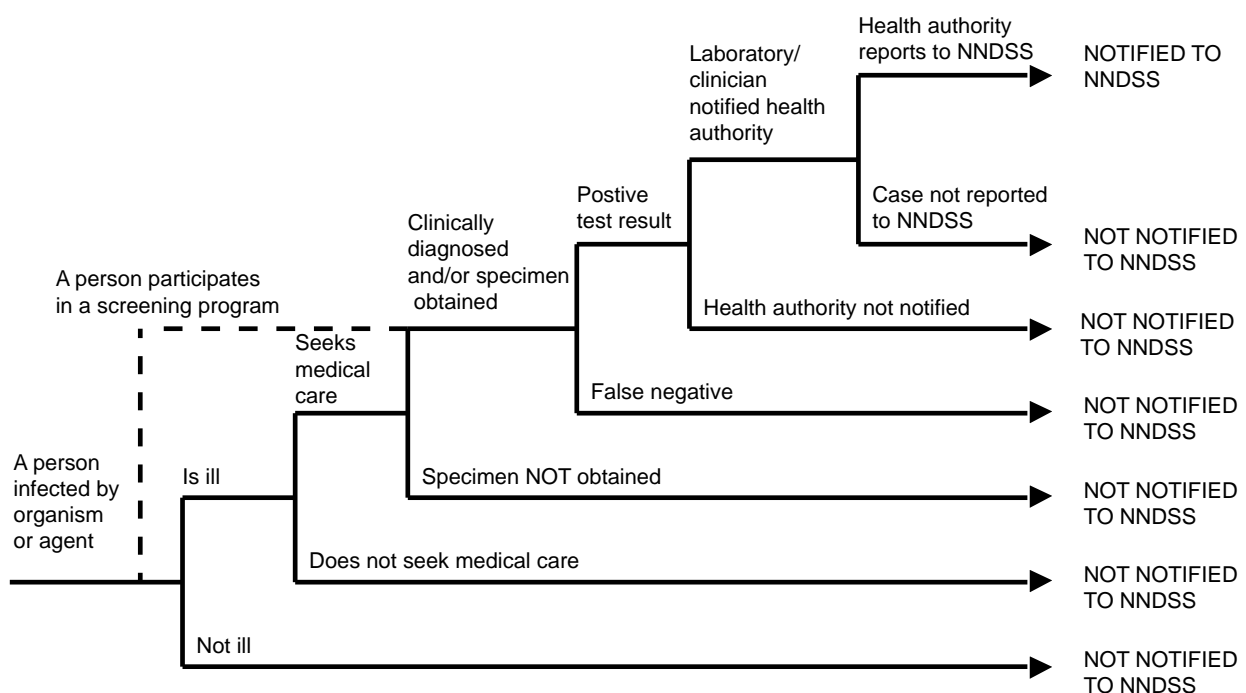 Health authority
reports to NNDSS
NOTIFIED TO
NNDSS
Laboratory/
clinician
notified health
authority
Case not reported
to NNDSS
NOT NOTIFIED
TO NNDSS
Postive
test result
Health authority not notified
NOT NOTIFIED
TO NNDSS
Clinically
diagnosed
and/or specimen
obtained
False negative
NOT NOTIFIED
TO NNDSS
A person participates
in a screening program
Seeks
medical
care
Specimen NOT obtained
NOT NOTIFIED
TO NNDSS
A person
infected by
organism
or agent
Is ill
Does not seek medical care
NOT NOTIFIED
TO NNDSS
Not ill
NOT NOTIFIED
TO NNDSS